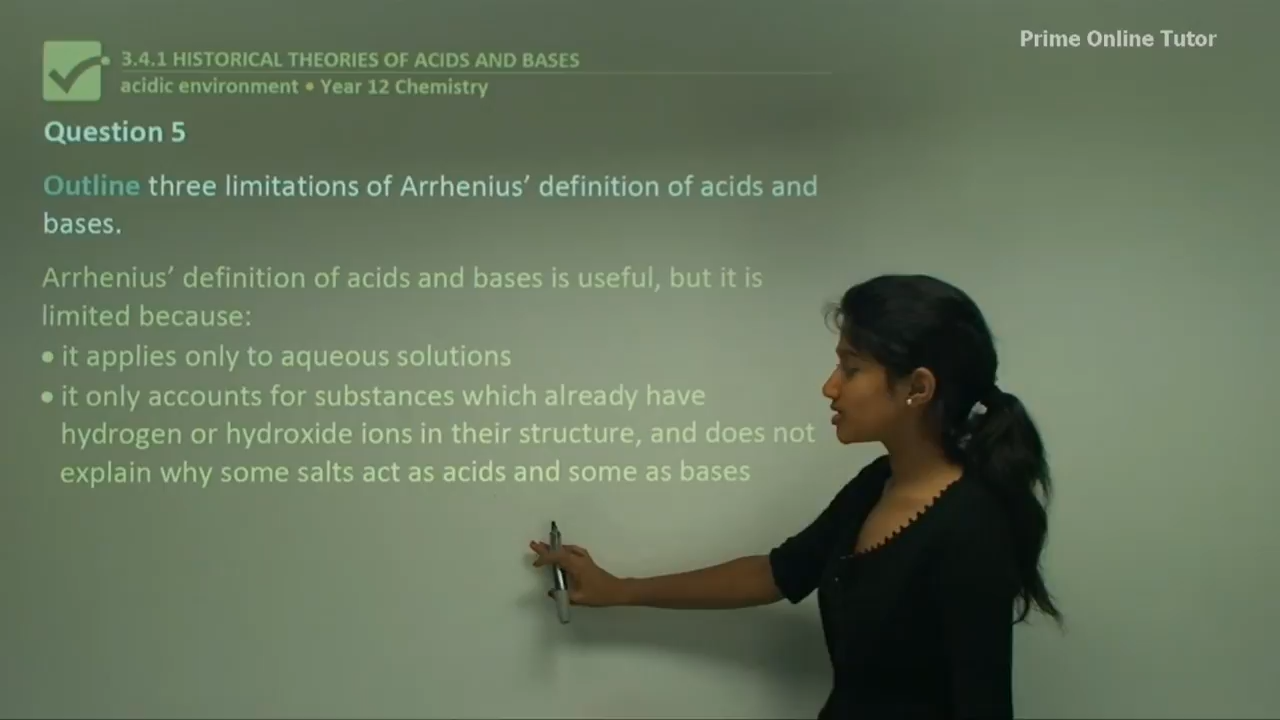 Prime Online Tutor
3.4.1 HISTORICAL THEORIES OF ACIDS AND BASES
acidic environment • Year 12 Chemistry
Question 5
Outline three limitations of Arrhenius’ definition of acids and
bases.
Arrhenius’ definition of acids and bases is useful, but it is
limited because:
• it applies only to aqueous solutions
• it only accounts for substances which already have
hydrogen or hydroxide ions in their structure, and does not
explain why some salts act as acids and some as bases